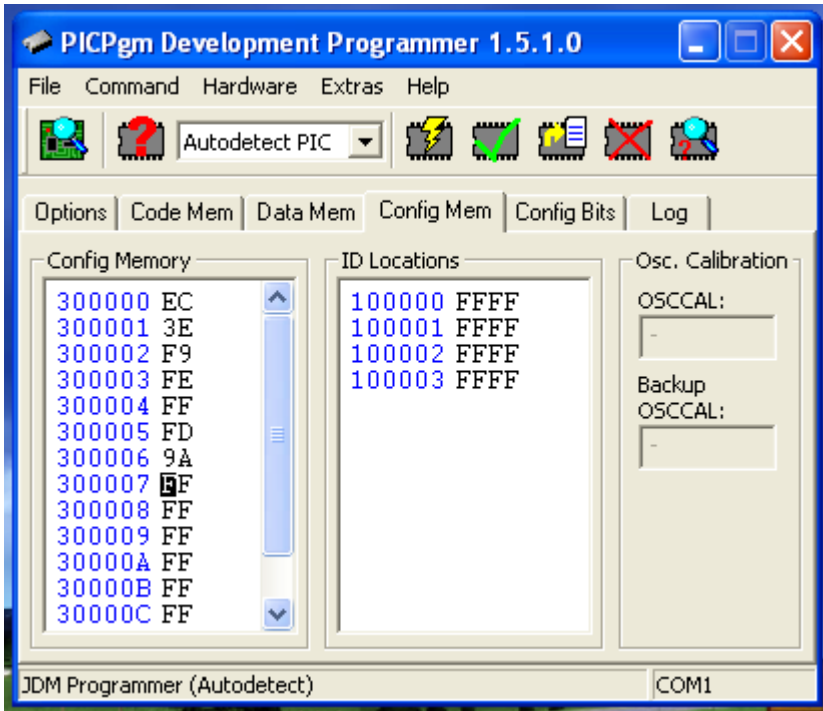 PICPgm Development Programmer 1.5.1.0
File Command Hardware Extras Help
Autodetect PIC
Options Code Mem Data Mem Config Mem Config Bits Log
Config Memory
300000 EC
300001 3E
300002 F9
300003 FE
300004 FF
300005 FD
300006 9A
300007 FF
300008 FF
300009 FF
30000A FF
30000B FF
30000C FF
ID Locations
100000 FFFF
100001 FFFF
100002 FFFF
100003 FFFF
Osc. Calibration
OSCCAL:
-
Backup
OSCCAL:
-
JDM Programmer (Autodetect) COM1